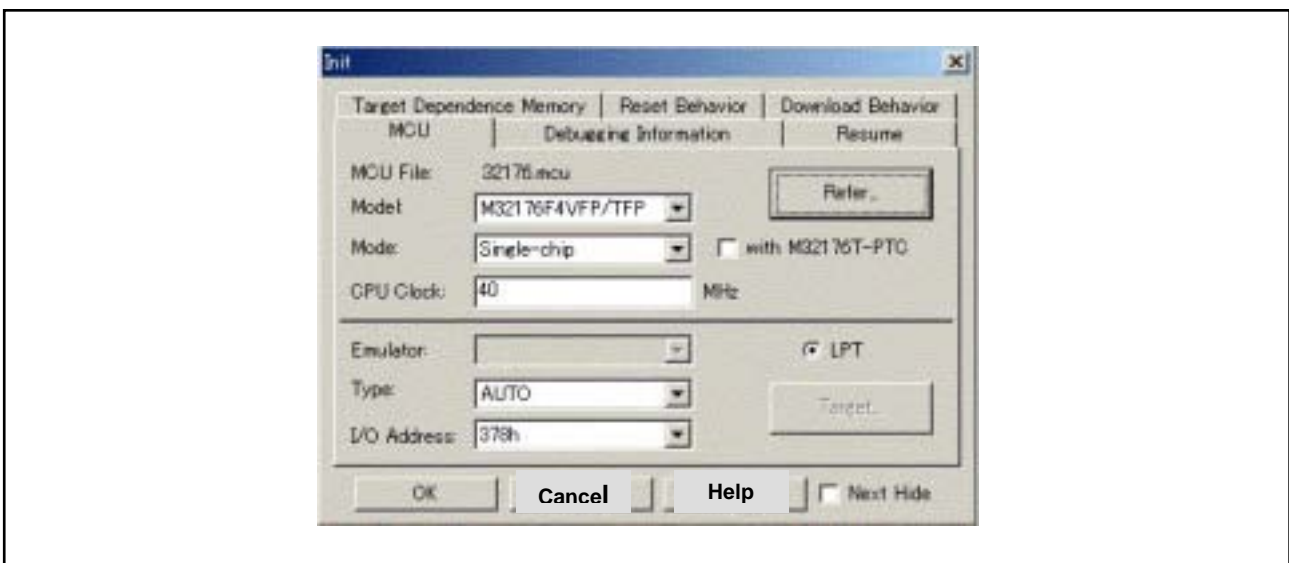 Init
Target Dependence Memory Reset Behavior Download Behavior
MCU Debugging Information Resume
MCU File: 32176.mcu
Refer...
Model: M32176F4VFP/TFP
Mode: Single-chip with M32176T-PTC
CPU Clock: 40 MHz
Emulator: LPT
Type: AUTO
Target...
I/O Address: 378h
OK Cancel Help Next Hide